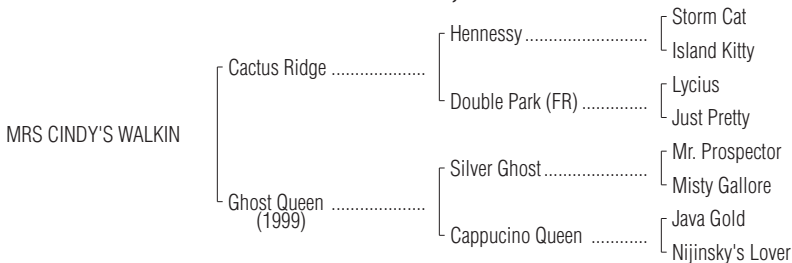 Storm Cat
Hennessy ..........................
Island Kitty
Cactus Ridge ....................
Lycius
Double Park (FR) ..............
Just Pretty
MRS CINDY'S WALKIN
Mr. Prospector
Silver Ghost......................
Misty Gallore
Ghost Queen ....................
(1999)
Java Gold
Cappucino Queen ............
Nijinsky's Lover